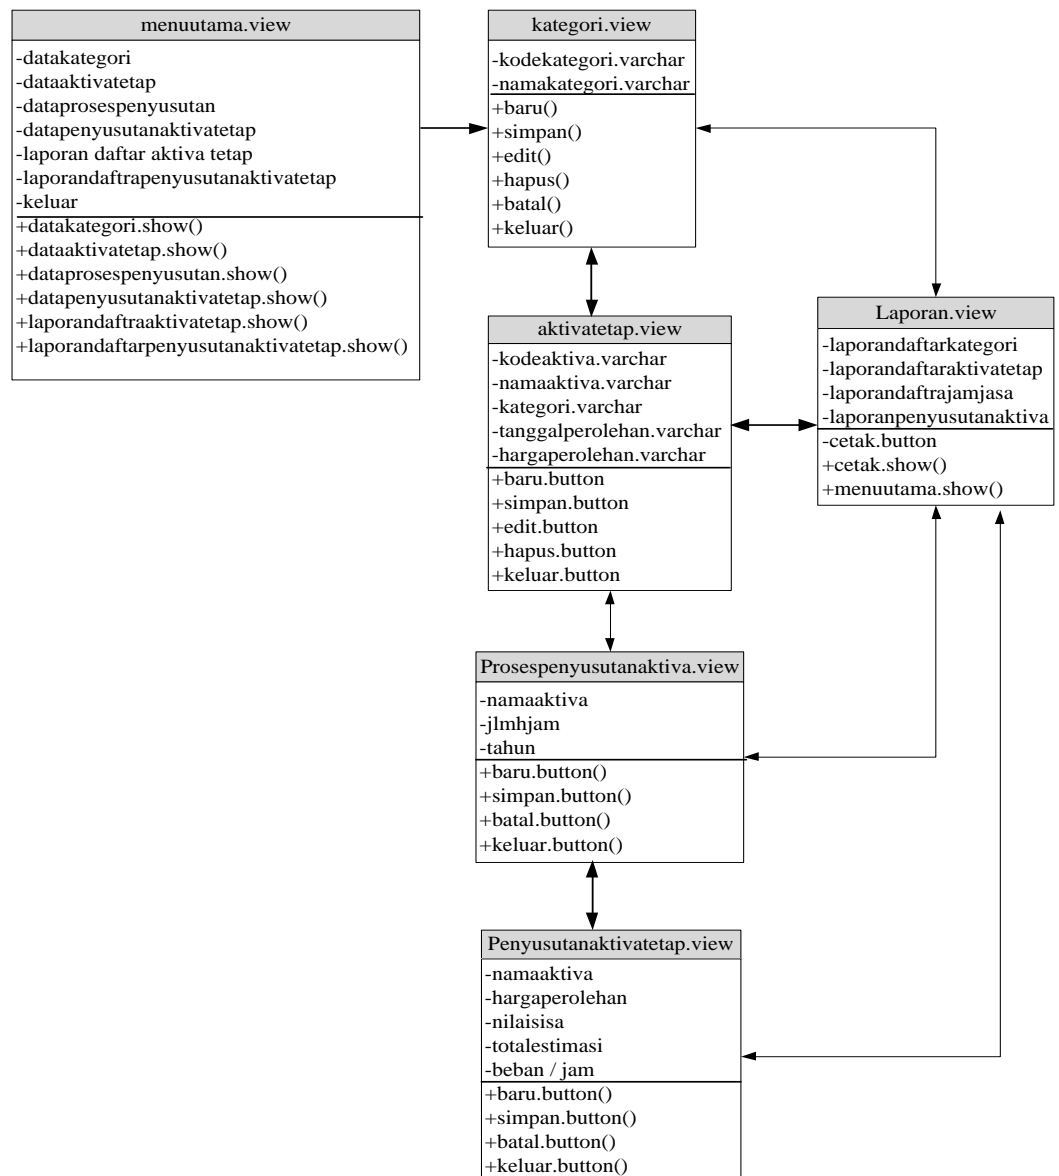 menuutama.view
-datakategori
-dataaktivatetap
-dataprosespenyusutan
-datapenyusutanaktivatetap
-laporan daftar aktiva tetap
-laporandaftrapenyusutanaktivatetap
-keluar
+datakategori.show()
+dataaktivatetap.show()
+dataprosespenyusutan.show()
+datapenyusutanaktivatetap.show()
+laporandaftraaktivatetap.show()
+laporandaftarpenyusutanaktivatetap.show()
kategori.view
-kodekategori.varchar
-namakategori.varchar
+baru()
+simpan()
+edit()
+hapus()
+batal()
+keluar()
aktivatetap.view
-kodeaktiva.varchar
-namaaktiva.varchar
-kategori.varchar
-tanggalperolehan.varchar
-hargaperolehan.varchar
+baru.button
+simpan.button
+edit.button
+hapus.button
+keluar.button
Laporan.view
-laporandaftarkategori
-laporandaftaraktivatetap
-laporandaftrajamjasa
-laporanpenyusutanaktiva
-cetak.button
+cetak.show()
+menuutama.show()
Prosespenyusutanaktiva.view
-namaaktiva
-jlmhjam
-tahun
+baru.button()
+simpan.button()
+batal.button()
+keluar.button()
Penyusutanaktivatetap.view
-namaaktiva
-hargaperolehan
-nilaisisa
-totalestimasi
-beban / jam
+baru.button()
+simpan.button()
+batal.button()
+keluar.button()